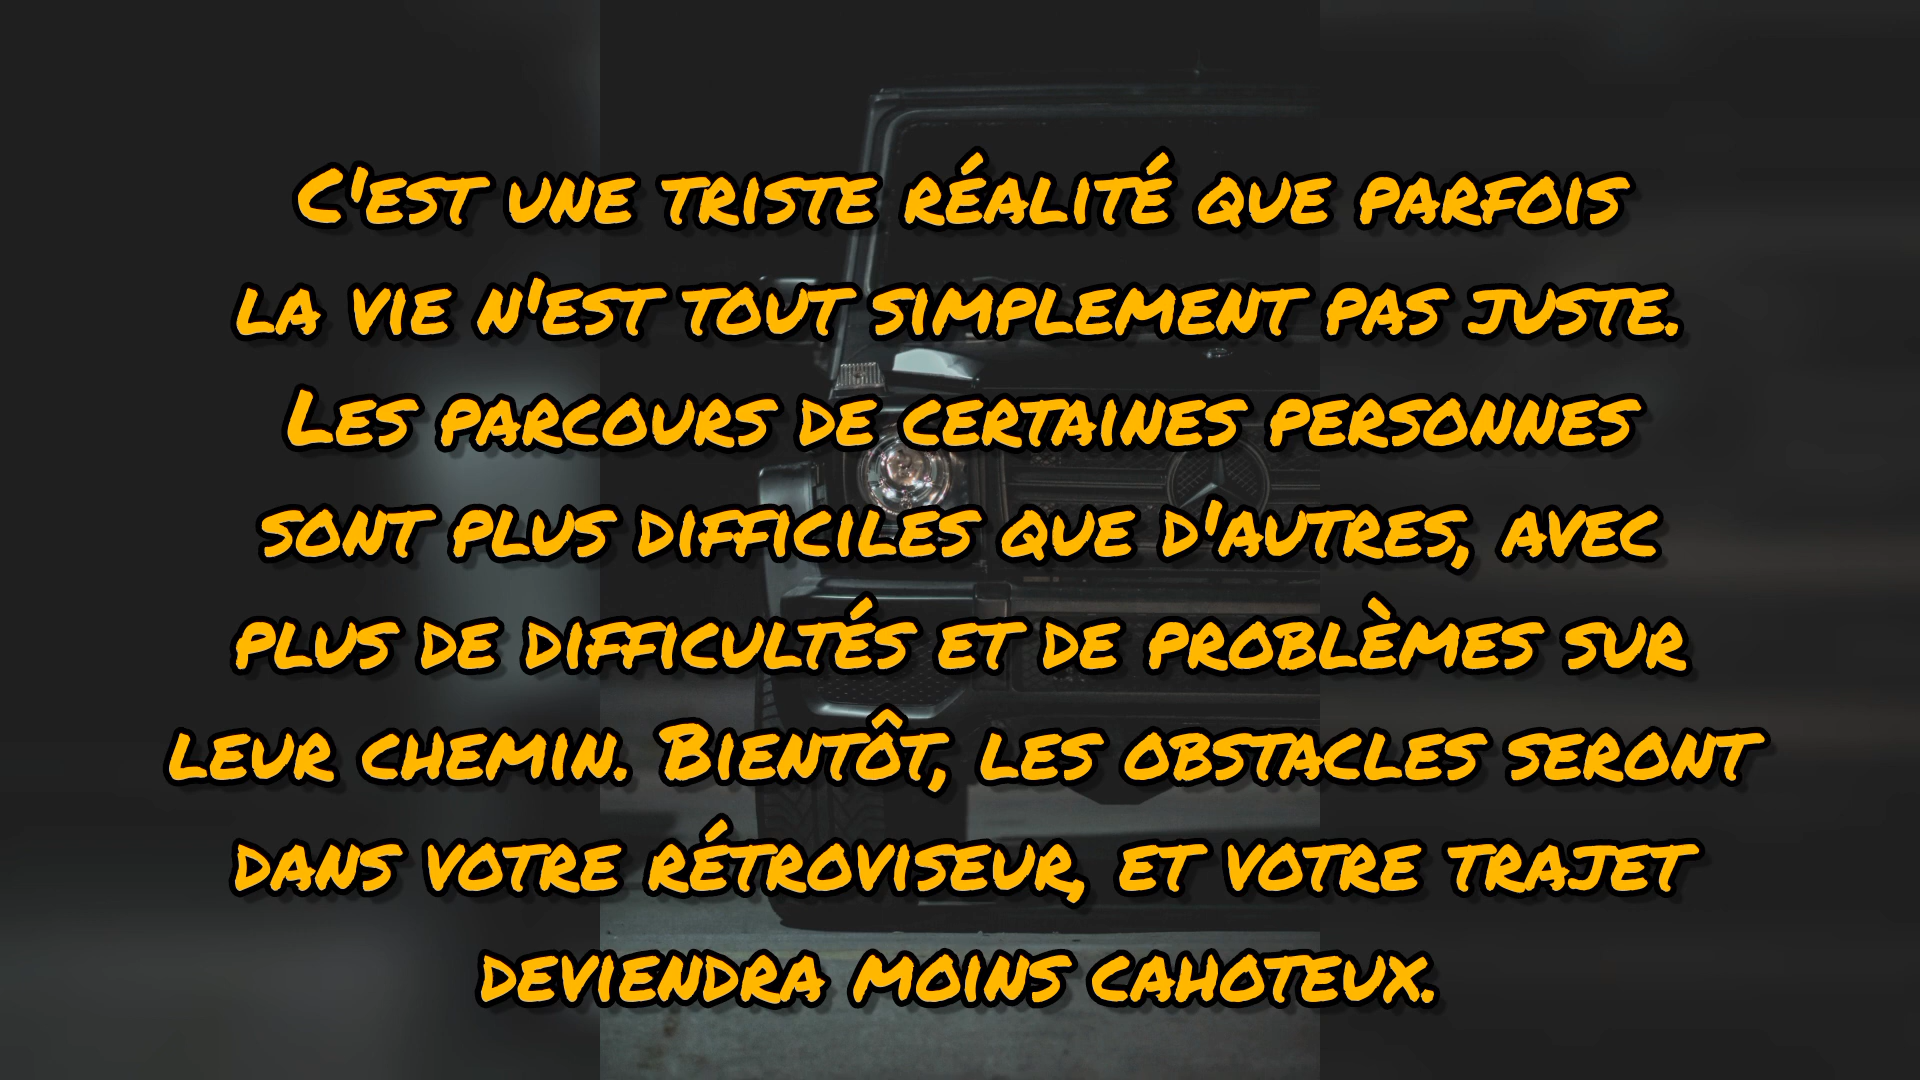 C'est une triste réalité que parfois
la vie n'est tout simplement pas juste.
Les parcours de certaines personnes
sont plus difficiles que d'autres, avec
plus de difficultés et de problèmes sur
leur chemin. Bientôt, les obstacles seront
dans votre rétroviseur, et votre trajet
deviendra moins cahoteux.